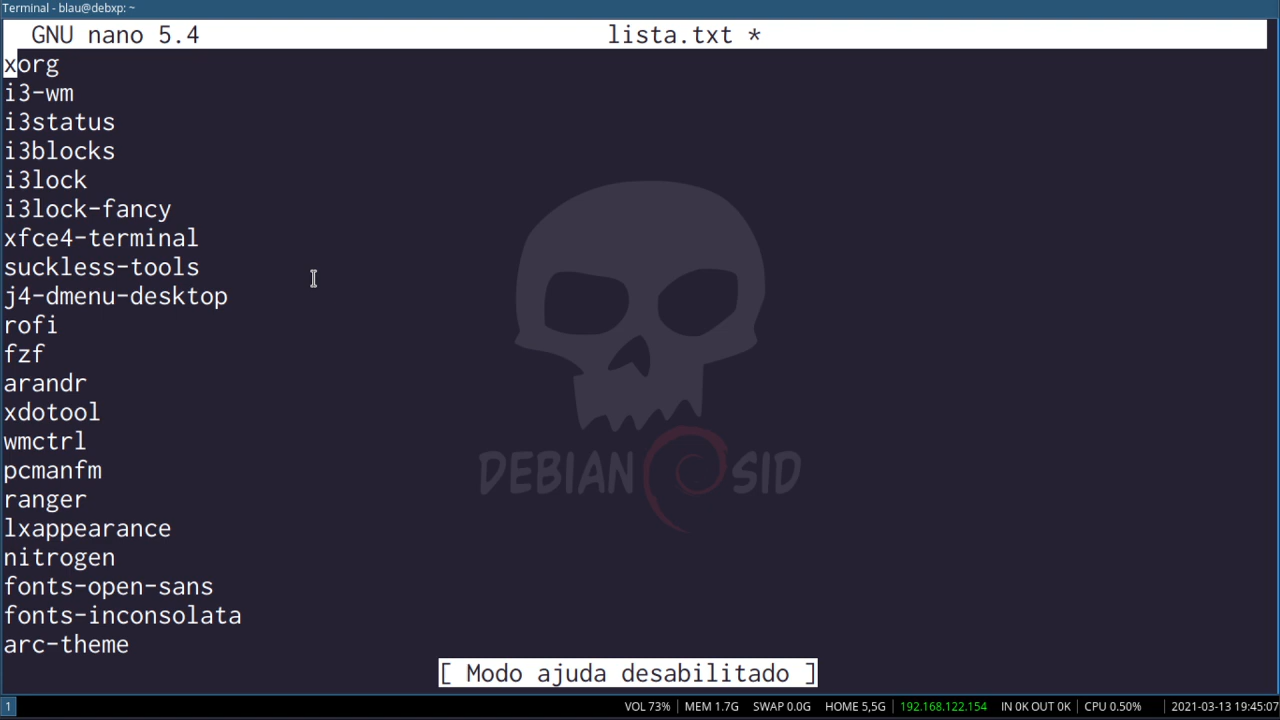 Terminal - blau@debxp: ~
GNU nano 5.4 lista.txt *
xorg
i3-wm
i3status
i3blocks
i3lock
i3lock-fancy
xfce4-terminal
suckless-tools
j4-dmenu-desktop
rofi
fzf
arandr
xdotool
wmctrl
pcmanfm
ranger
lxappearance
nitrogen
fonts-open-sans
fonts-inconsolata
arc-theme
DEBIAN SID
[ Modo ajuda desabilitado ]
1 VOL 73% | MEM 1.7G SWAP 0.0G | HOME 5,5G | 192.168.122.154 | IN 0K OUT 0K | CPU 0.50% | 2021-03-13 19:45:07